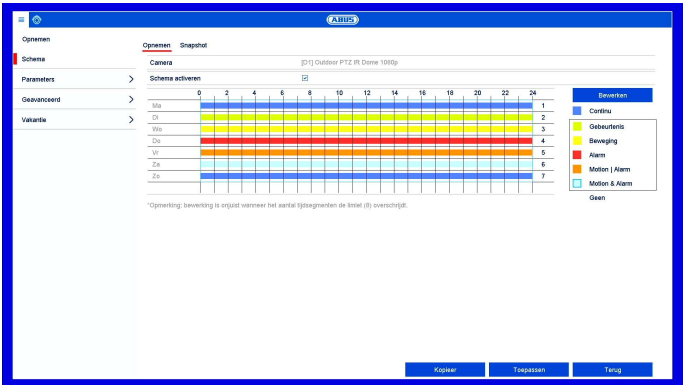 ABUS
Opnemen
Schema
Parameters
Geavanceerd
Vakantie
Opnemen Snapshot
Camera [D1] Outdoor PTZ IR Dome 1080p
Schema activeren
0 2 4 6 8 10 12 14 16 18 20 22 24
Ma 1
Di 2
Wo 3
Do 4
Vr 5
Za 6
Zo 7
*Opmerking: bewerking is onjuist wanneer het aantal tijdsegmenten de limiet (8) overschrijdt.
Bewerken
Continu
Gebeurtenis
Beweging
Alarm
Motion | Alarm
Motion & Alarm
Geen
Kopieer Toepassen Terug